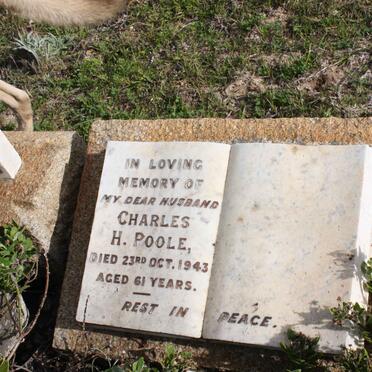 IN LOVING
MEMORY OF
MY DEAR HUSBAND
CHARLES
H. POOLE,
DIED 23RD OCT. 1943
AGED 61 YEARS.
REST IN PEACE.